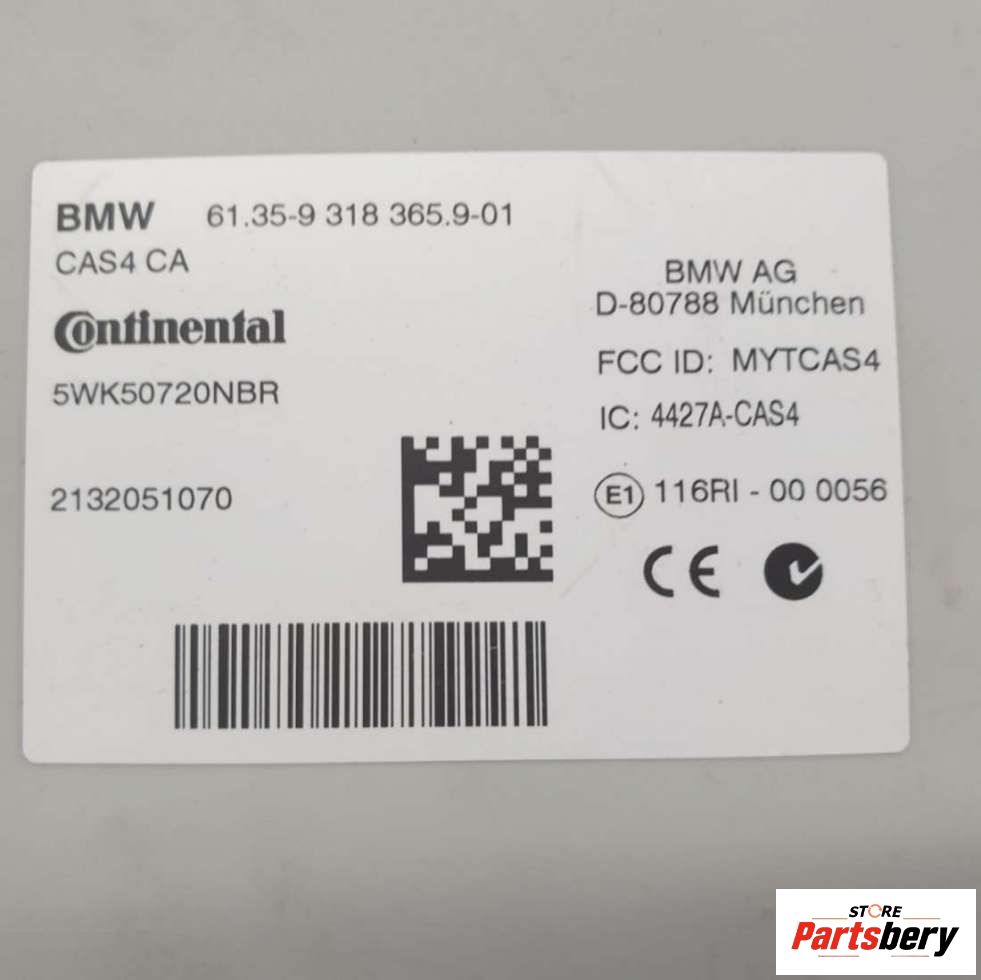 BMW 61.35-9 318 365.9-01
CAS4 CA
Continental
5WK50720NBR
2132051070
BMW AG
D-80788 München
FCC ID: MYTCAS4
IC: 4427A-CAS4
E1 116RI - 00 0056
CE
STORE
Partsbery